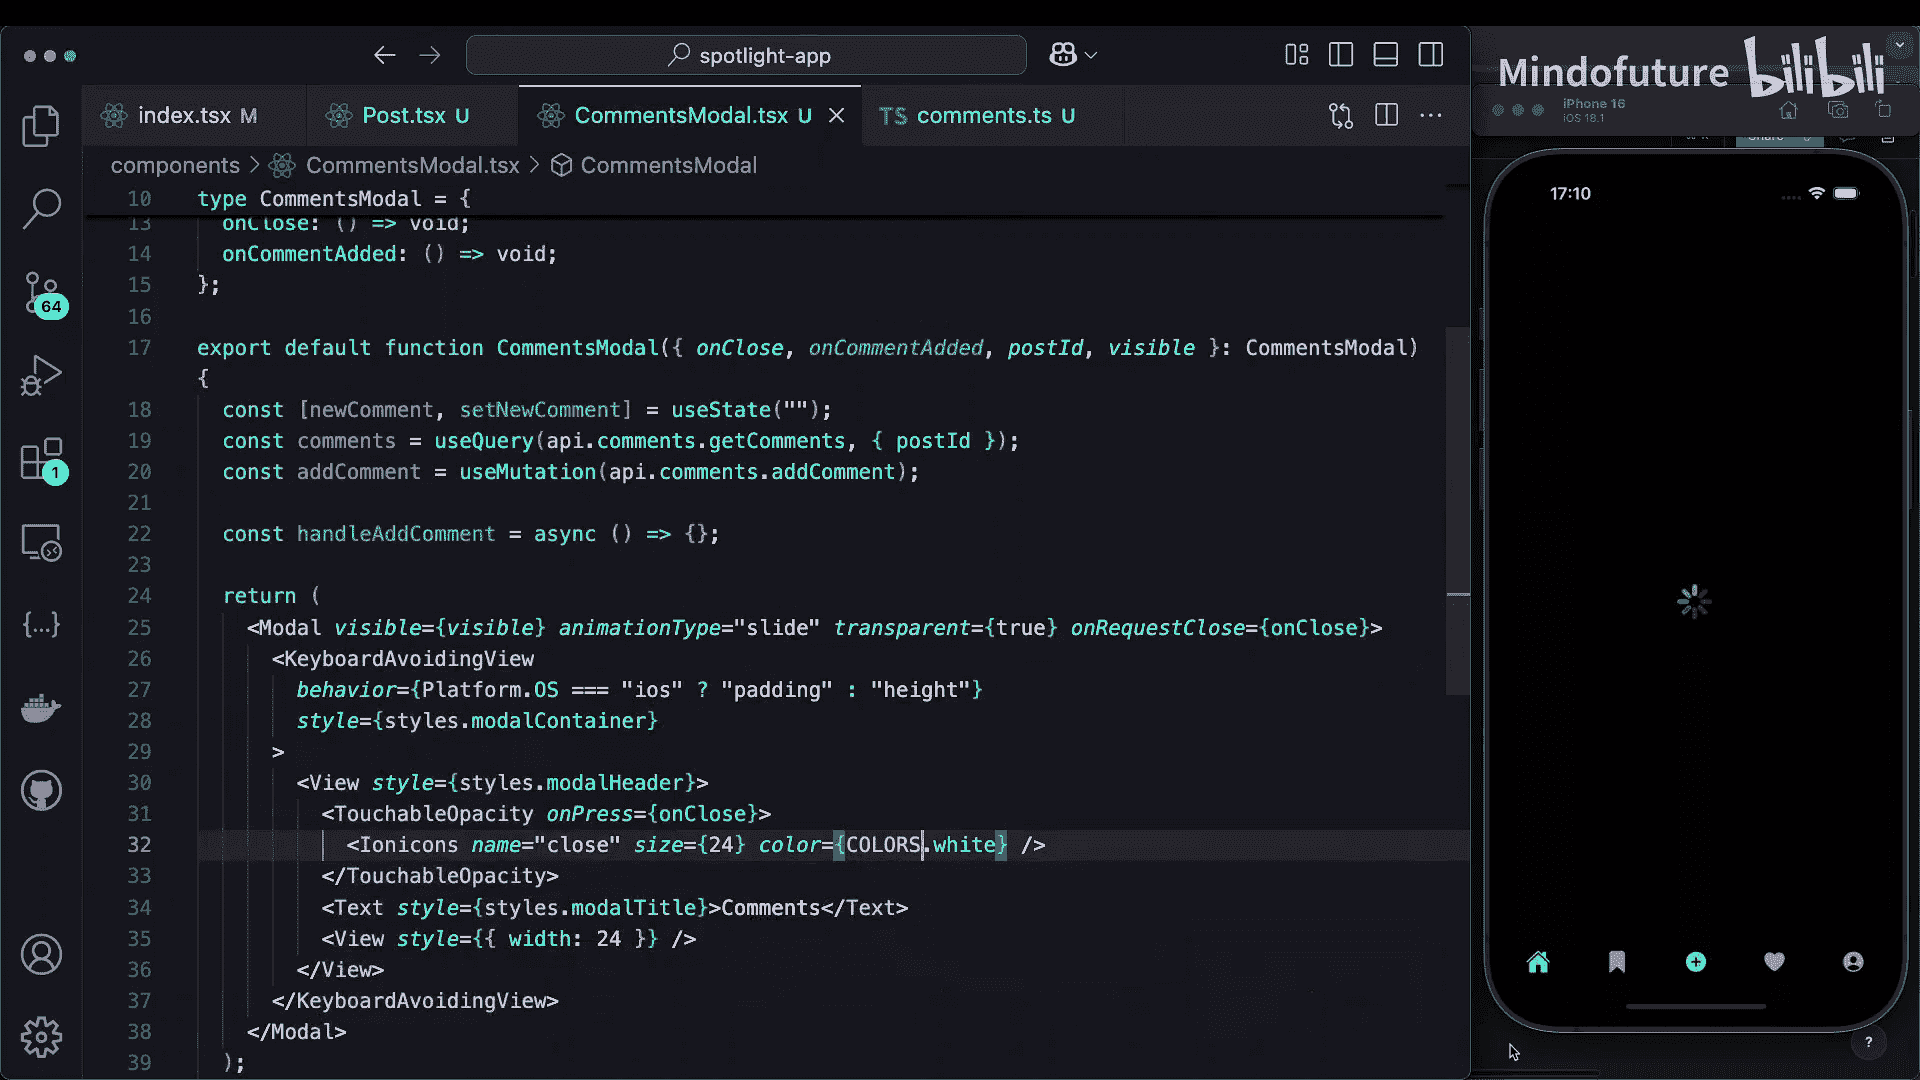 spotlight-app
Mindofuture bilibili
iPhone 16
iOS 18.1
index.tsx M
Post.tsx U
CommentsModal.tsx U
TS comments.ts U
components > CommentsModal.tsx > CommentsModal
10 type CommentsModal = {
13 onClose: () => void;
14 onCommentAdded: () => void;
15 };
16
17 export default function CommentsModal({ onClose, onCommentAdded, postId, visible }: CommentsModal)
{
18 const [newComment, setNewComment] = useState("");
19 const comments = useQuery(api.comments.getComments, { postId });
20 const addComment = useMutation(api.comments.addComment);
21
22 const handleAddComment = async () => {};
23
24 return (
25 <Modal visible={visible} animationType="slide" transparent={true} onRequestClose={onClose}>
26 <KeyboardAvoidingView
27 behavior={Platform.OS === "ios" ? "padding" : "height"}
28 style={styles.modalContainer}
29 >
30 <View style={styles.modalHeader}>
31 <TouchableOpacity onPress={onClose}>
32 <Ionicons name="close" size={24} color={COLORS.white} />
33 </TouchableOpacity>
34 <Text style={styles.modalTitle}>Comments</Text>
35 <View style={{ width: 24 }} />
36 </View>
37 </KeyboardAvoidingView>
38 </Modal>
39 );
64
1
17:10
?